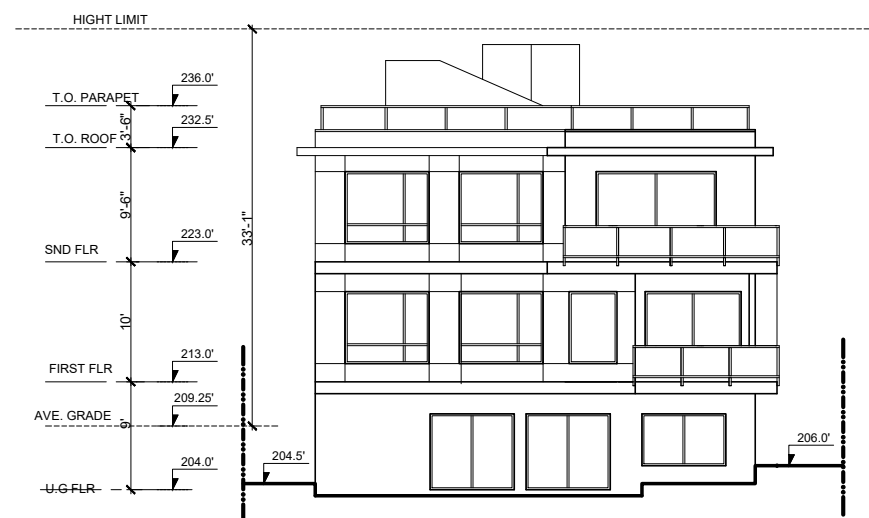 HIGHT LIMIT
236.0'
T.O. PARAPET
3'-6"
232.5'
T.O. ROOF
9'-6"
33'-1"
223.0'
SND FLR
10'
213.0'
FIRST FLR
209.25'
AVE. GRADE
9'
206.0'
204.5'
204.0'
U.G FLR